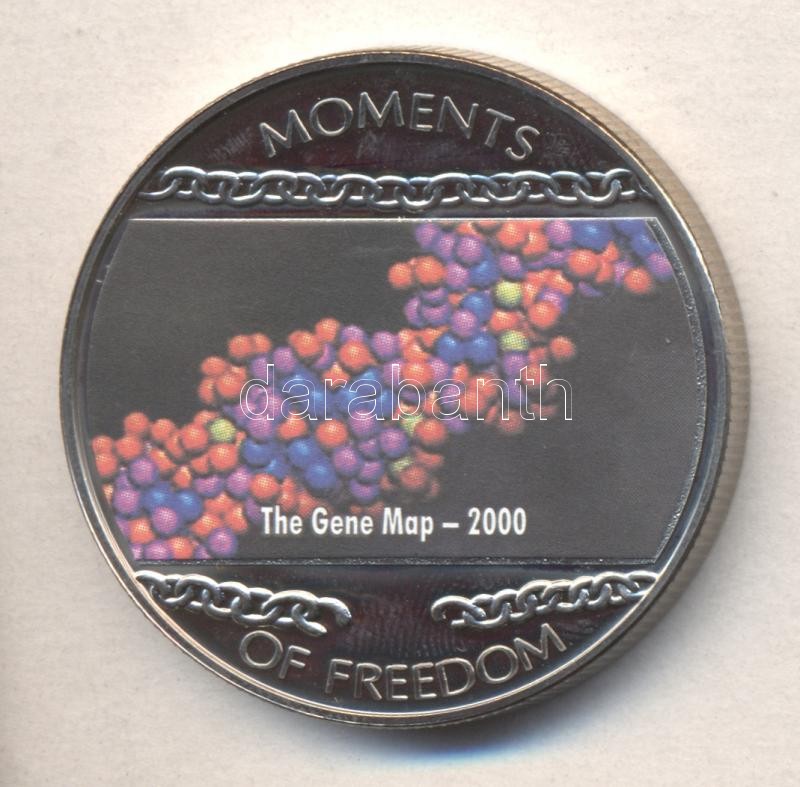 MOMENTS
darabanth
The Gene Map – 2000
OF FREEDOM